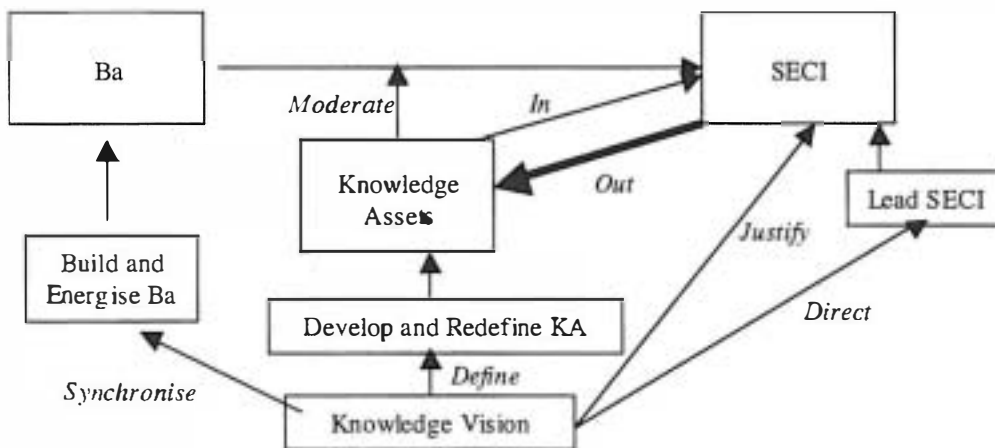 Ba
SECI
Moderate
In
Knowledge
Assets
Out
Lead SECI
Justify
Build and
Energise Ba
Develop and Redefine KA
Direct
Synchronise
Define
Knowledge Vision